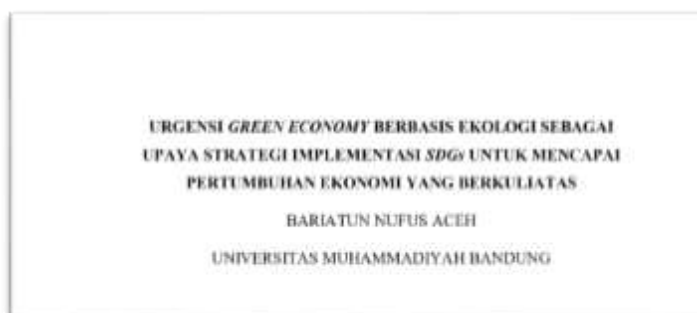 URGENSI GREEN ECONOMY BERBASIS EKOLOGI SEBAGAI
UPAYA STRATEGI IMPLEMENTASI SDGs UNTUK MENCAPAI
PERTUMBUHAN EKONOMI YANG BERKULIATAS
BARIATUN NUFUS ACEH
UNIVERSITAS MUHAMMADIYAH BANDUNG